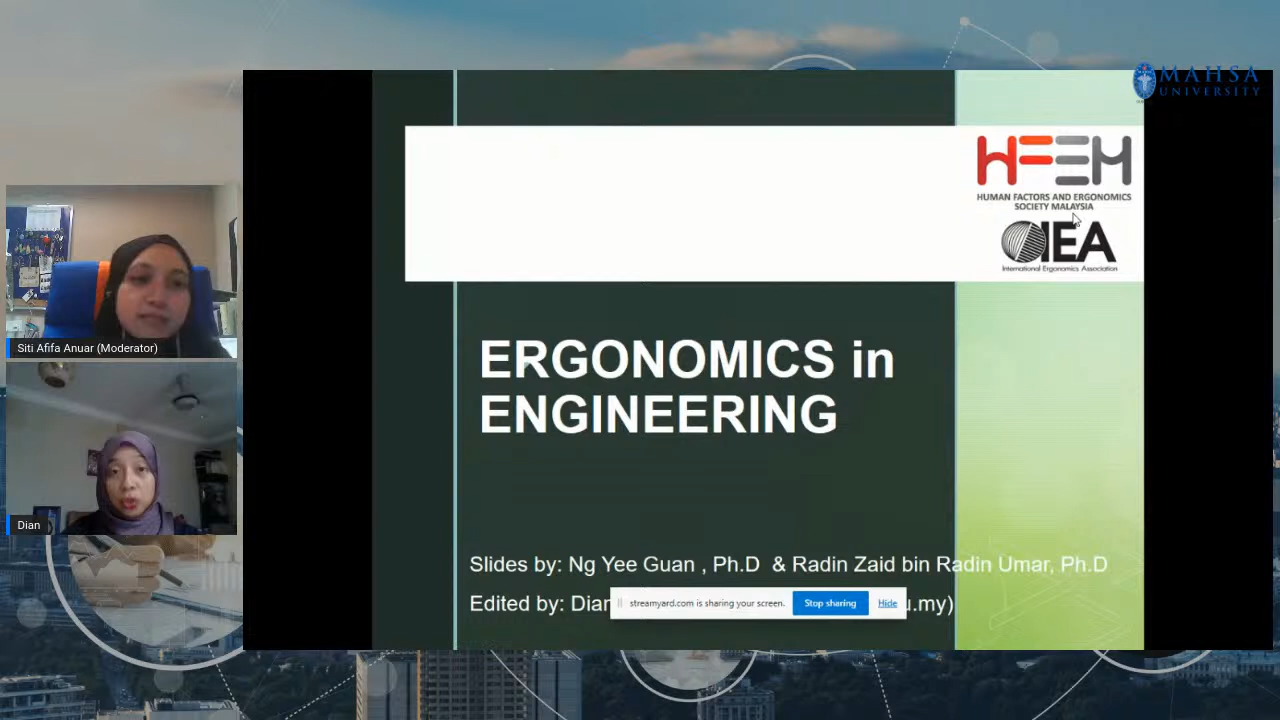 MAHSA
UNIVERSITY
HFEM
HUMAN FACTORS AND ERGONOMICS
SOCIETY MALAYSIA
IEA
International Ergonomics Association
Siti Afifa Anuar (Moderator)
Dian
ERGONOMICS in
ENGINEERING
Slides by: Ng Yee Guan , Ph.D & Radin Zaid bin Radin Umar, Ph.D
Edited by: Dian u.my)
streamyard.com is sharing your screen.
Stop sharing
Hide